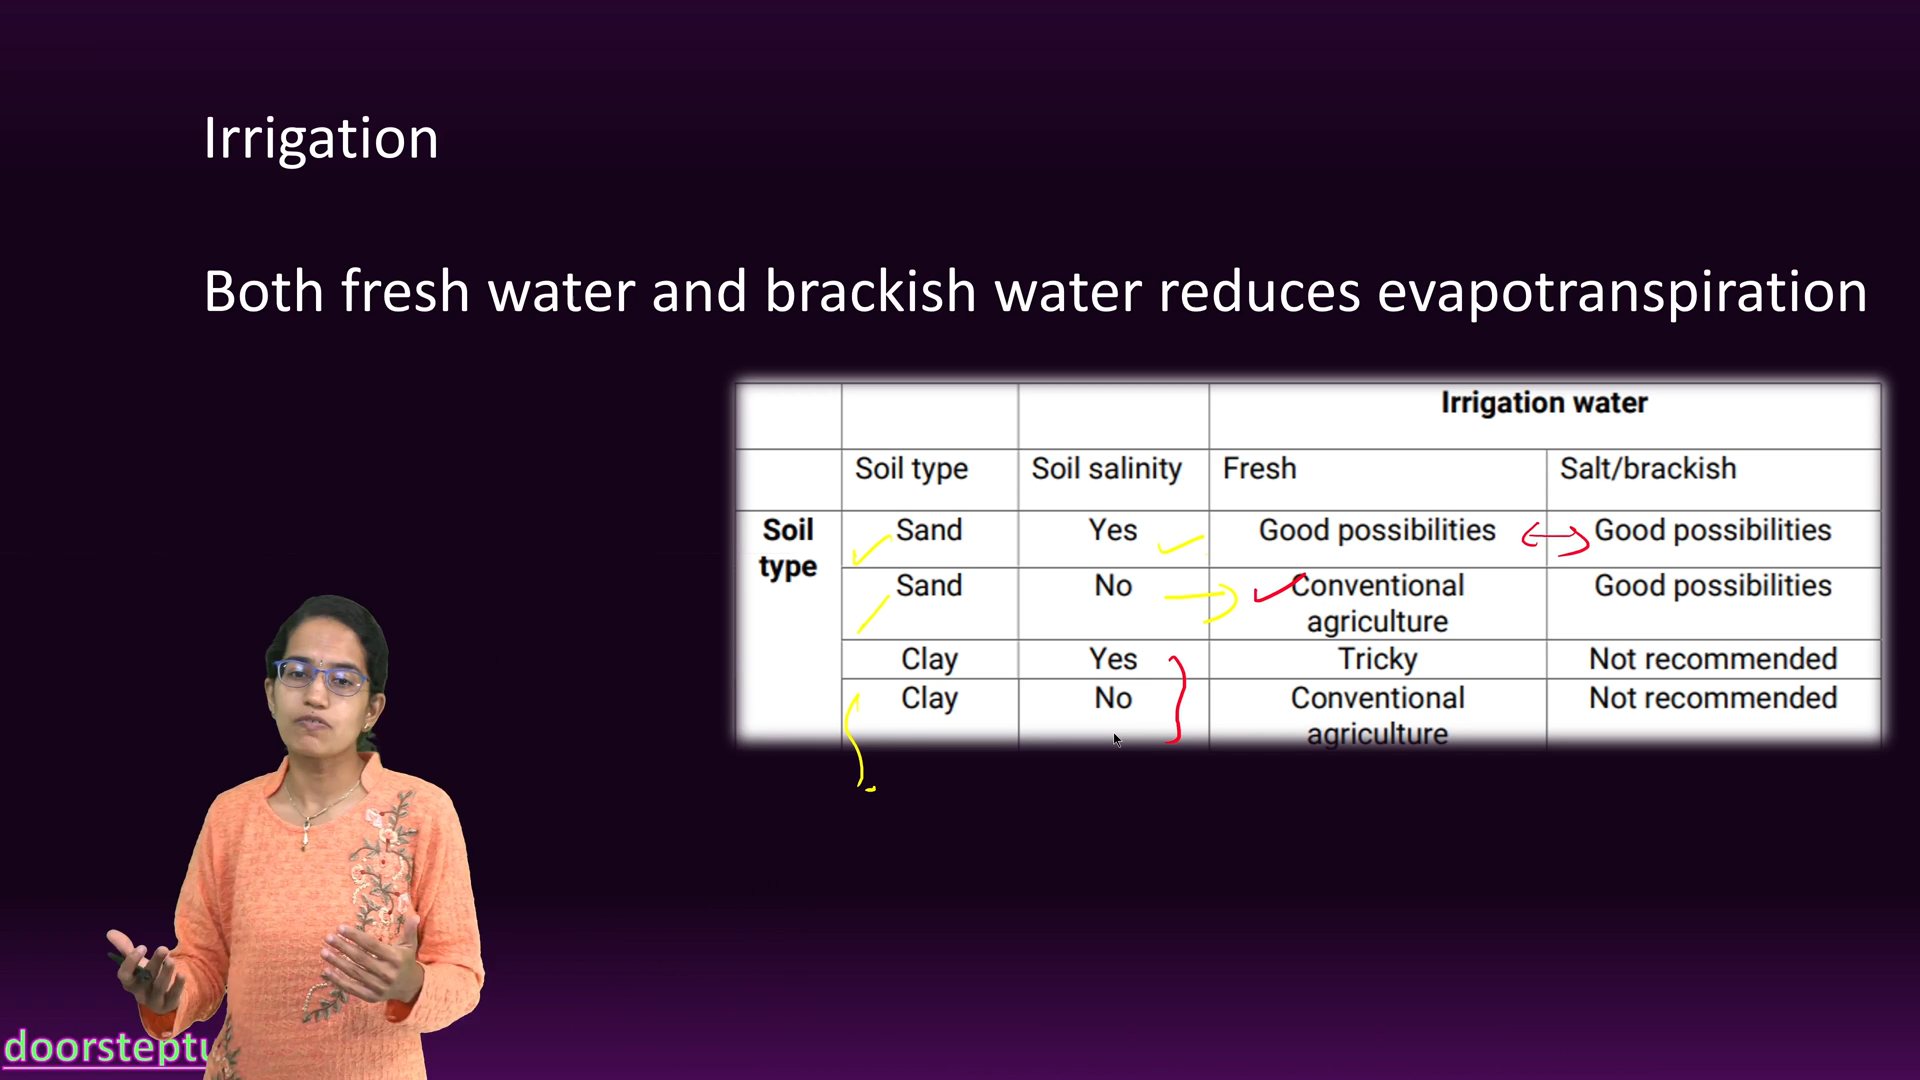 Irrigation
Both fresh water and brackish water reduces evapotranspiration
Irrigation water
Soil type Soil salinity Fresh Salt/brackish
Soil type Sand Yes Good possibilities Good possibilities
Sand No Conventional agriculture Good possibilities
Clay Yes Tricky Not recommended
Clay No Conventional agriculture Not recommended
doorsteptu